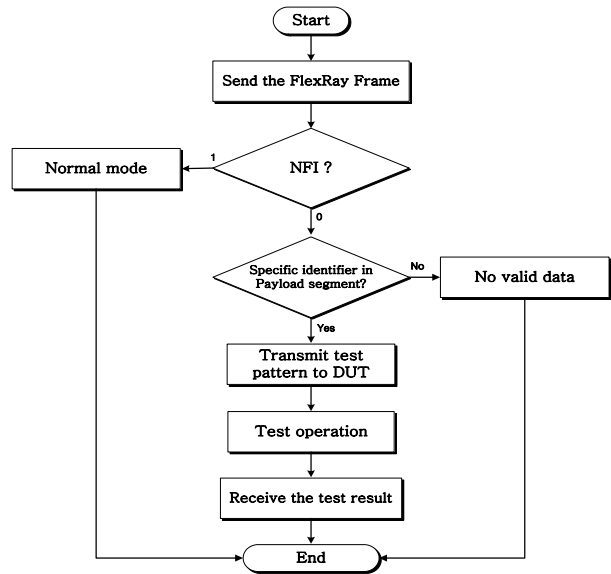 Start
Send the FlexRay Frame
NFI ?
1
Normal mode
0
Specific identifier in
Payload segment?
No
No valid data
Yes
Transmit test
pattern to DUT
Test operation
Receive the test result
End